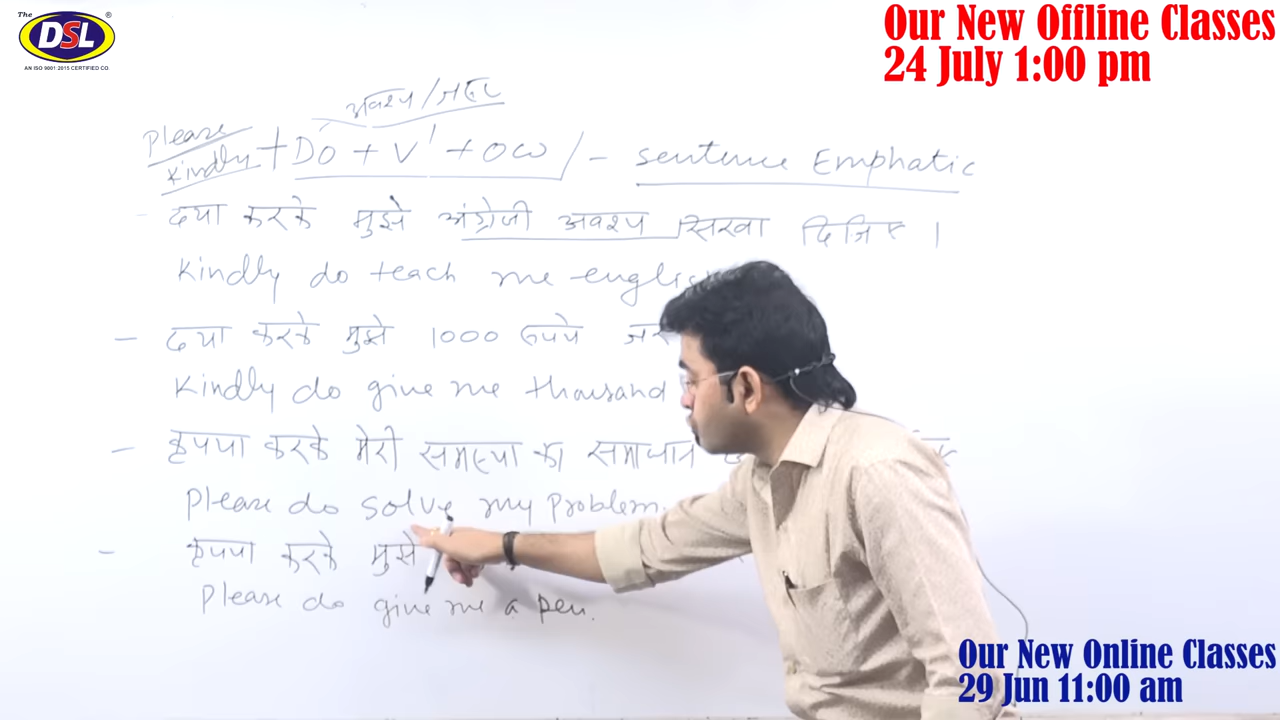 The
DSL
®
AN ISO 9001:2015 CERTIFIED CO.
Our New Offline Classes
24 July 1:00 pm
अवश्य / जरूर
Please
Kindly + Do + V¹ + OW / - sentence Emphatic
दया करके मुझे अंग्रेजी अवश्य सिखा दिजिए ।
Kindly do teach me english
- दया करके मुझे 1000 रुपये
Kindly do give me thousand
- कृपया करके मेरी समस्या का समाधान
Please do solve my problem.
- कृपया करके मुझे
Please do give me a pen.
Our New Online Classes
29 Jun 11:00 am